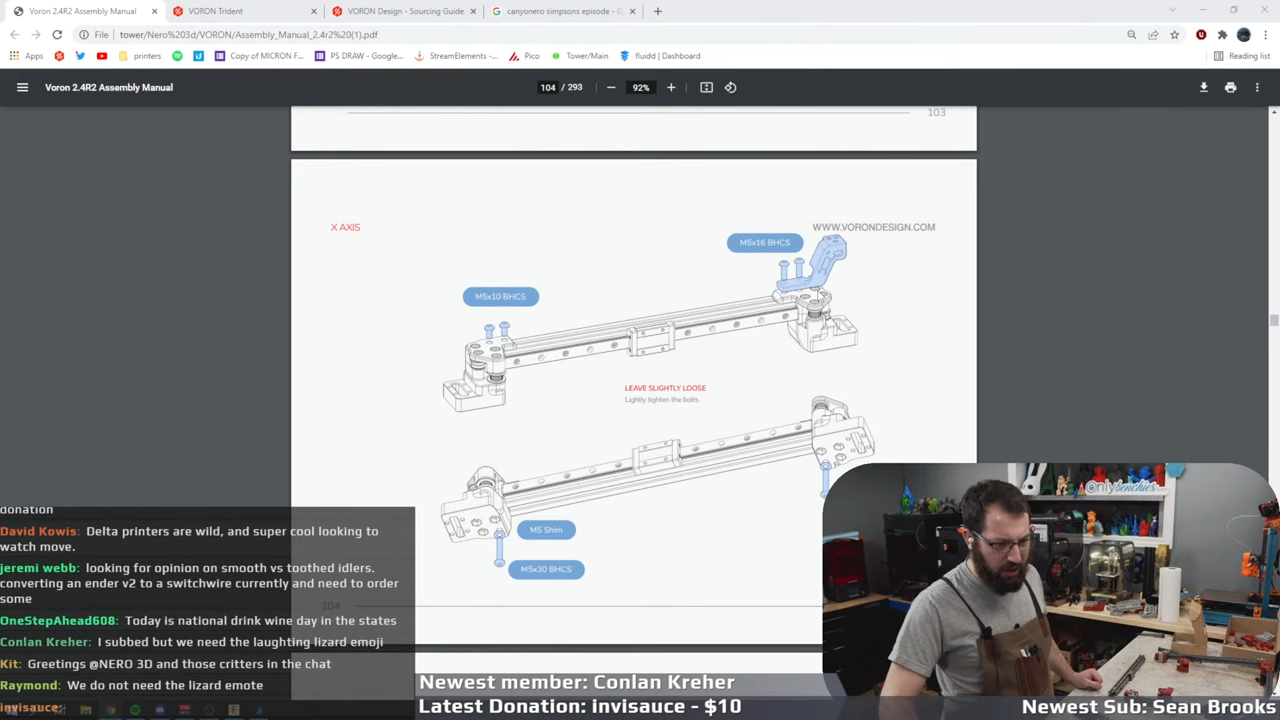 Voron 2.4R2 Assembly Manual
VORON Trident
VORON Design - Sourcing Guide
canyonero simpsons episode - G
File
tower/Nero%203d/VORON/Assembly_Manual_2.4r2%20(1).pdf
Apps
printers
Copy of MICRON F...
PS DRAW - Google...
StreamElements -...
Pico
Tower/Main
fluidd | Dashboard
Reading list
Voron 2.4R2 Assembly Manual
104 / 293
92%
103
X AXIS
WWW.VORONDESIGN.COM
M5x16 BHCS
M5x10 BHCS
LEAVE SLIGHTLY LOOSE
Lightly tighten the bolts.
M5 Shim
M5x30 BHCS
104
onlybenchies
donation
David Kowis: Delta printers are wild, and super cool looking to
watch move.
jeremi webb: looking for opinion on smooth vs toothed idlers.
converting an ender v2 to a switchwire currently and need to order
some
OneStepAhead608: Today is national drink wine day in the states
Conlan Kreher: I subbed but we need the laughting lizard emoji
Kit: Greetings @NERO 3D and those critters in the chat
Raymond: We do not need the lizard emote
invisauce:
Newest member: Conlan Kreher
Latest Donation: invisauce - $10
Newest Sub: Sean Brooks